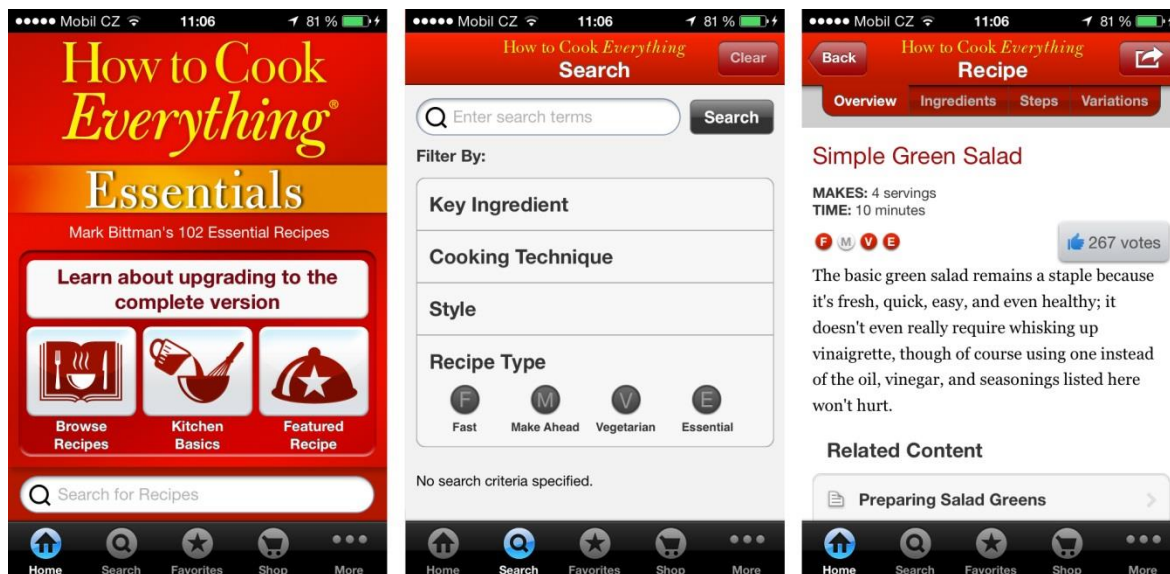 Mobil CZ 11:06 81 %
How to Cook
Everything®
Essentials
Mark Bittman's 102 Essential Recipes
Learn about upgrading to the
complete version
Browse
Recipes
Kitchen
Basics
Featured
Recipe
Search for Recipes
Home Search Favorites Shop More
Mobil CZ 11:06 81 %
How to Cook Everything
Search
Clear
Enter search terms
Search
Filter By:
Key Ingredient
Cooking Technique
Style
Recipe Type
F M V E
Fast Make Ahead Vegetarian Essential
No search criteria specified.
Home Search Favorites Shop More
Mobil CZ 11:06 81 %
Back
How to Cook Everything
Recipe
Overview Ingredients Steps Variations
Simple Green Salad
MAKES: 4 servings
TIME: 10 minutes
F M V E
267 votes
The basic green salad remains a staple because
it's fresh, quick, easy, and even healthy; it
doesn't even really require whisking up
vinaigrette, though of course using one instead
of the oil, vinegar, and seasonings listed here
won't hurt.
Related Content
Preparing Salad Greens
Home Search Favorites Shop More